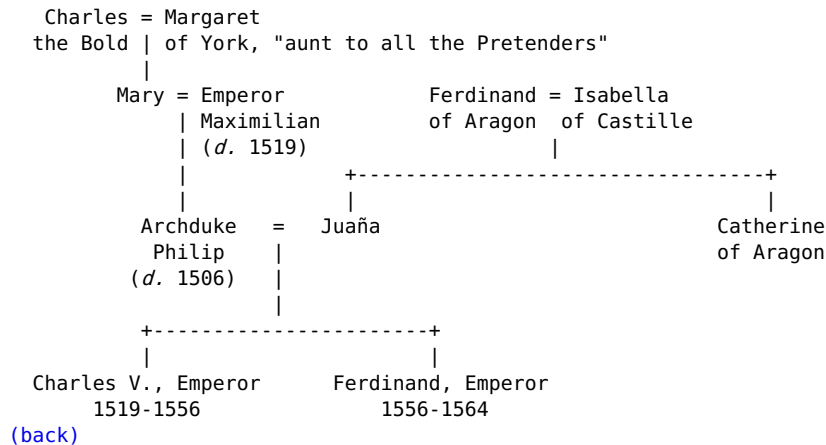 Charles = Margaret
the Bold | of York, "aunt to all the Pretenders"
|
Mary = Emperor Ferdinand = Isabella
| Maximilian of Aragon of Castille
| (d. 1519) |
| +----------------------------------+
| | |
Archduke = Juaña Catherine
Philip | of Aragon
(d. 1506) |
|
+-----------------------+
| |
Charles V., Emperor Ferdinand, Emperor
1519-1556 1556-1564
(back)